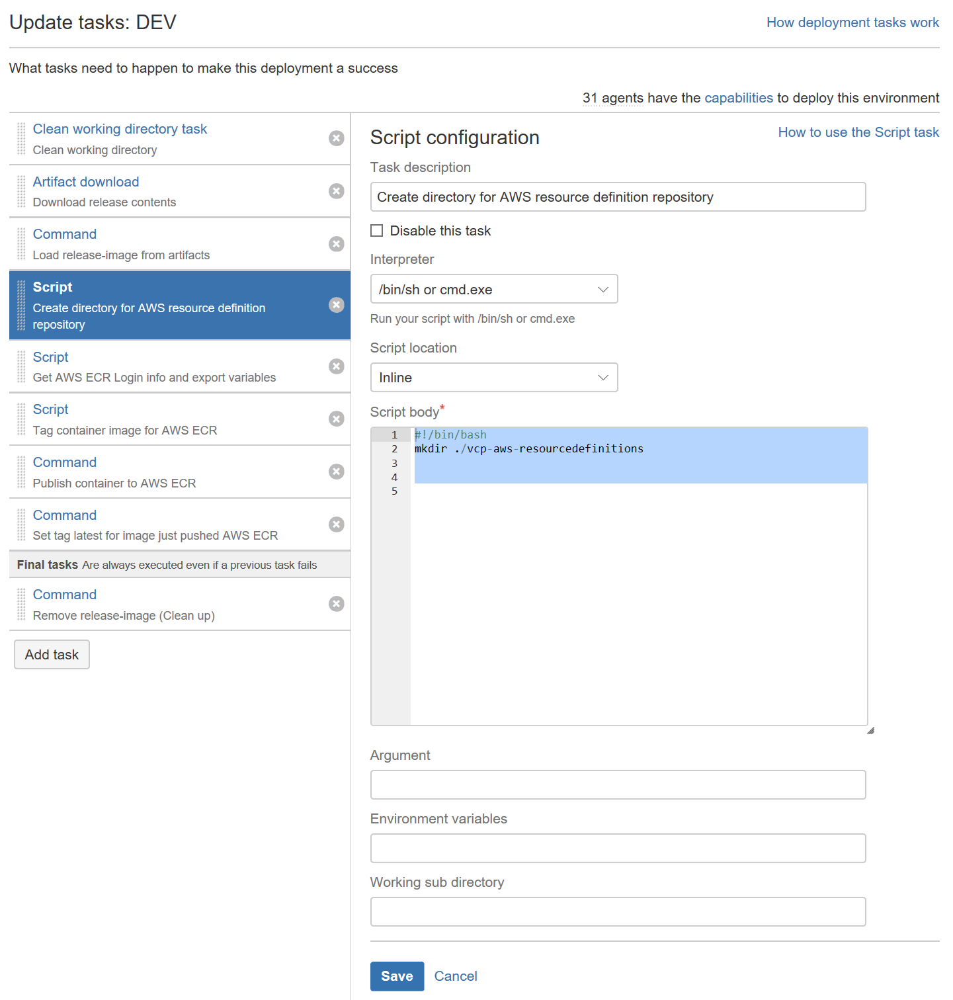 Update tasks: DEV
How deployment tasks work
What tasks need to happen to make this deployment a success
31 agents have the capabilities to deploy this environment
Clean working directory task
Clean working directory
Artifact download
Download release contents
Command
Load release-image from artifacts
Script
Create directory for AWS resource definition
repository
Script
Get AWS ECR Login info and export variables
Script
Tag container image for AWS ECR
Command
Publish container to AWS ECR
Command
Set tag latest for image just pushed AWS ECR
Final tasks Are always executed even if a previous task fails
Command
Remove release-image (Clean up)
Add task
Script configuration
How to use the Script task
Task description
Create directory for AWS resource definition repository
Disable this task
Interpreter
/bin/sh or cmd.exe
Run your script with /bin/sh or cmd.exe
Script location
Inline
Script body*
1 #!/bin/bash
2 mkdir ./vcp-aws-resourcedefinitions
3
4
5
Argument
Environment variables
Working sub directory
Save Cancel